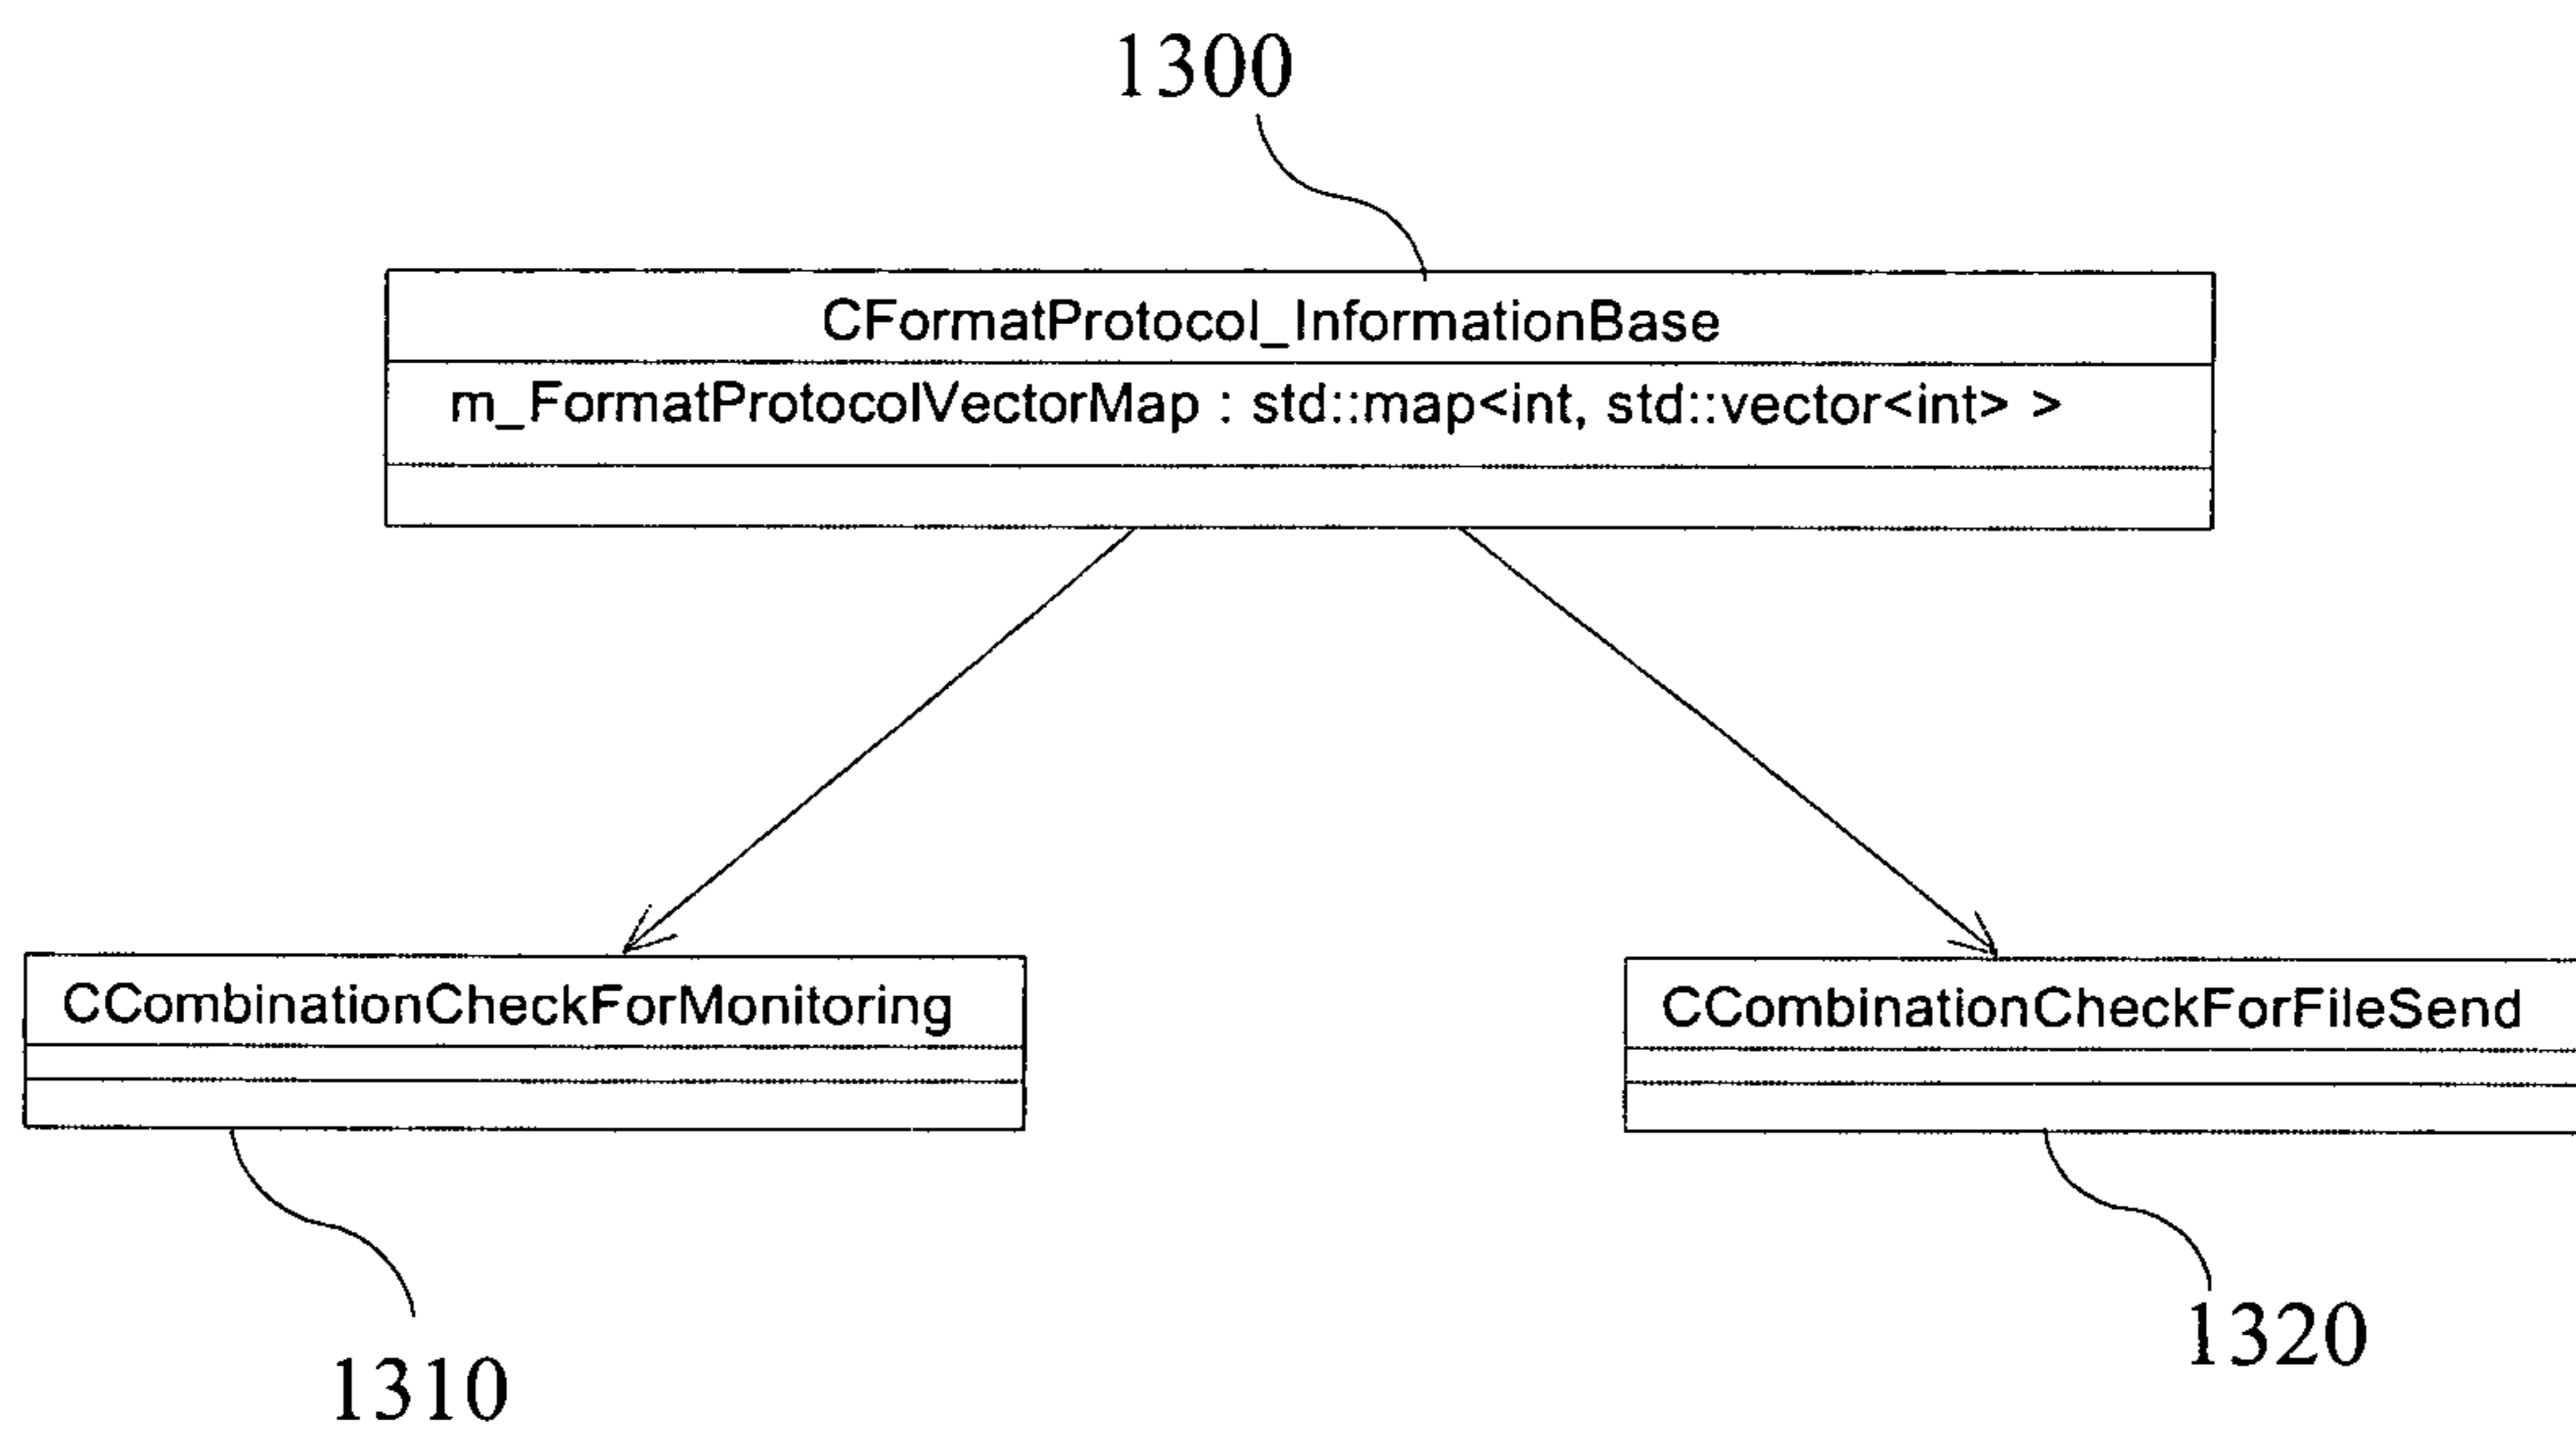 1300
CFormatProtocol_InformationBase
m_FormatProtocolVectorMap : std::map<int, std::vector<int> >
CCombinationCheckForMonitoring
CCombinationCheckForFileSend
1310
1320